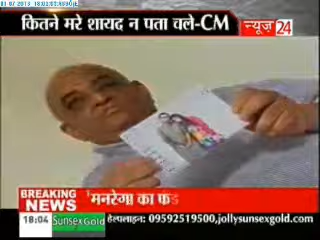 कितने मरे शायद न पता चले-CM
न्यूज़ 24
BREAKING NEWS
'मनरेगा का फं
18:04 SunsexGold हेल्पलाइन: 09592519500,jollysunsexgold.com